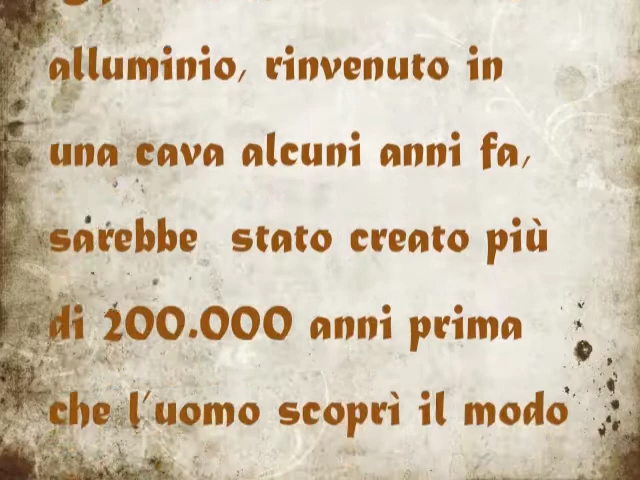 alluminio, rinvenuto in
una cava alcuni anni fa,
sarebbe stato creato più
di 200.000 anni prima
che l'uomo scoprì il modo